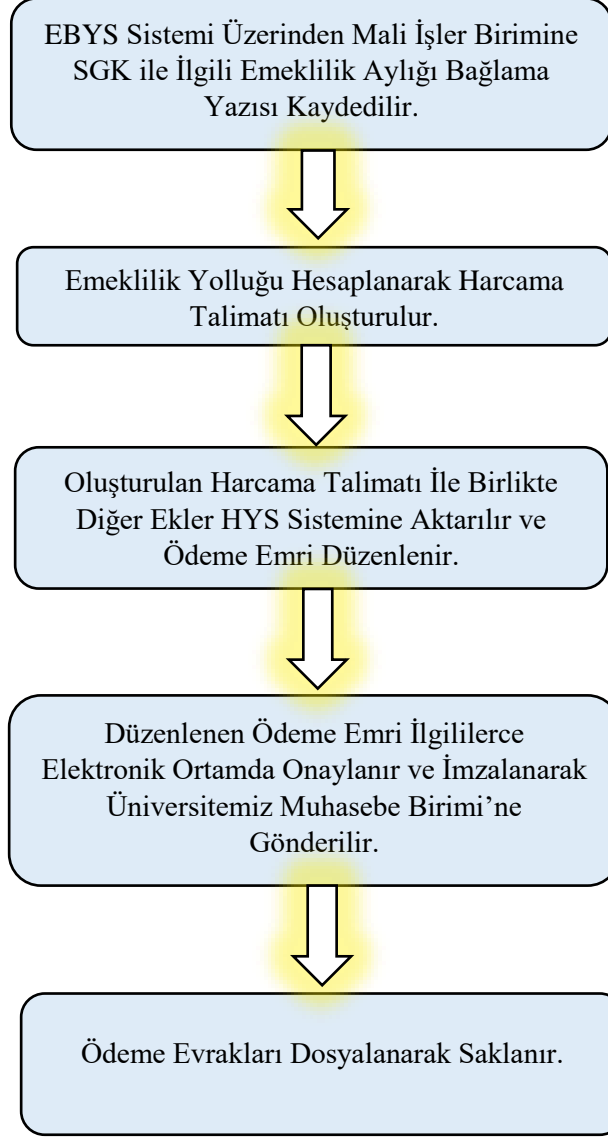 EBYS Sistemi Üzerinden Mali İşler Birimine
SGK ile İlgili Emeklilik Aylığı Bağlama
Yazısı Kaydedilir.
Emeklilik Yolluğu Hesaplanarak Harcama
Talimatı Oluşturulur.
Oluşturulan Harcama Talimatı İle Birlikte
Diğer Ekler HYS Sistemine Aktarılır ve
Ödeme Emri Düzenlenir.
Düzenlenen Ödeme Emri İlgililerce
Elektronik Ortamda Onaylanır ve İmzalanarak
Üniversitemiz Muhasebe Birimi’ne
Gönderilir.
Ödeme Evrakları Dosyalanarak Saklanır.